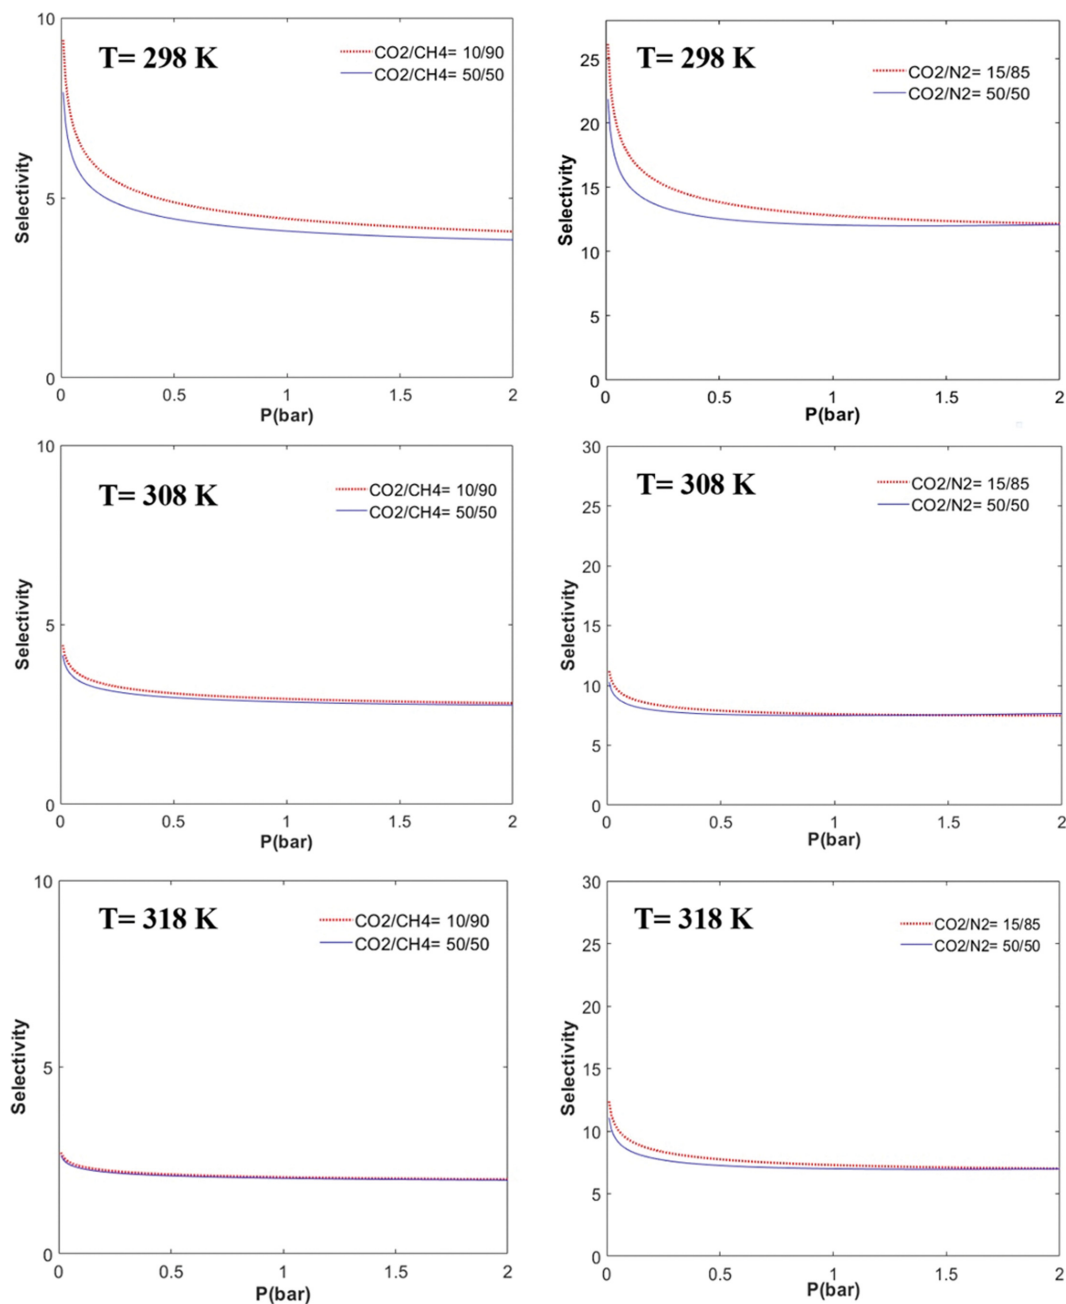 T= 298 K
CO2/CH4= 10/90
CO2/CH4= 50/50
Selectivity
10
5
0
0 0.5 1 1.5 2
P(bar)
T= 298 K
CO2/N2= 15/85
CO2/N2= 50/50
Selectivity
25
20
15
10
5
0
0 0.5 1 1.5 2
P(bar)
T= 308 K
CO2/CH4= 10/90
CO2/CH4= 50/50
Selectivity
10
5
0
0 0.5 1 1.5 2
P(bar)
T= 308 K
CO2/N2= 15/85
CO2/N2= 50/50
Selectivity
30
25
20
15
10
5
0
0 0.5 1 1.5 2
P(bar)
T= 318 K
CO2/CH4= 10/90
CO2/CH4= 50/50
Selectivity
10
5
0
0 0.5 1 1.5 2
P(bar)
T= 318 K
CO2/N2= 15/85
CO2/N2= 50/50
Selectivity
30
25
20
15
10
5
0
0 0.5 1 1.5 2
P(bar)